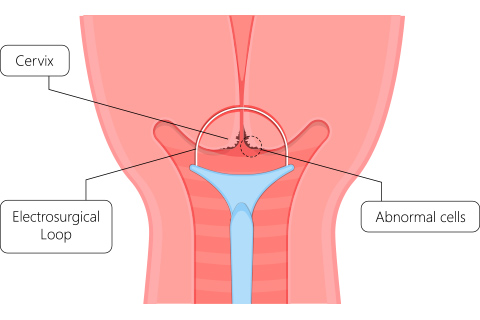 Cervix
Electrosurgical
Loop
Abnormal cells